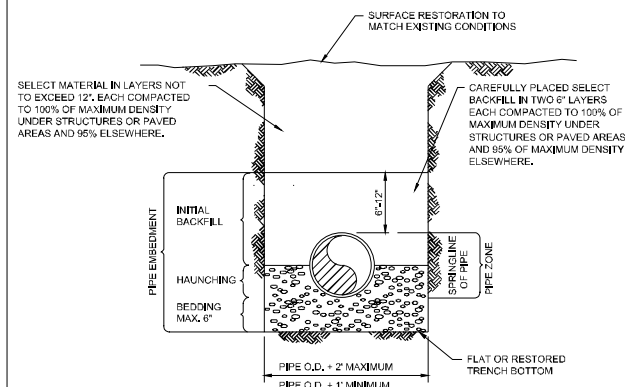 SURFACE RESTORATION TO
MATCH EXISTING CONDITIONS
SELECT MATERIAL IN LAYERS NOT
TO EXCEED 12". EACH COMPACTED
TO 100% OF MAXIMUM DENSITY
UNDER STRUCTURES OR PAVED
AREAS AND 95% ELSEWHERE.
CAREFULLY PLACED SELECT
BACKFILL IN TWO 6" LAYERS
EACH COMPACTED TO 100% OF
MAXIMUM DENSITY UNDER
STRUCTURES OR PAVED AREAS
AND 95% OF MAXIMUM DENSITY
ELSEWHERE.
6"-12"
PIPE EMBEDMENT
INITIAL
BACKFILL
HAUNCHING
BEDDING
MAX. 6"
SPRINGLINE
OF PIPE
PIPE ZONE
FLAT OR RESTORED
TRENCH BOTTOM
PIPE O.D. + 2' MAXIMUM
PIPE O.D. + 1' MINIMUM